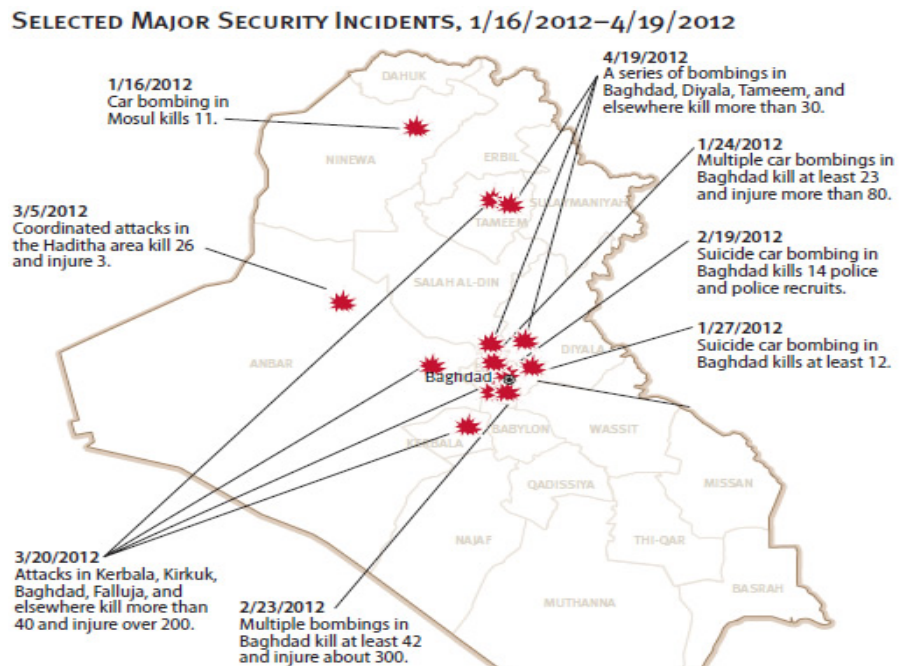 SELECTED MAJOR SECURITY INCIDENTS, 1/16/2012–4/19/2012
1/16/2012
Car bombing in
Mosul kills 11.
3/5/2012
Coordinated attacks in
the Haditha area kill 26
and injure 3.
4/19/2012
A series of bombings in
Baghdad, Diyala, Tameem, and
elsewhere kill more than 30.
1/24/2012
Multiple car bombings in
Baghdad kill at least 23
and injure more than 80.
2/19/2012
Suicide car bombing in
Baghdad kills 14 police
and police recruits.
1/27/2012
Suicide car bombing in
Baghdad kills at least 12.
3/20/2012
Attacks in Kerbala, Kirkuk,
Baghdad, Falluja, and
elsewhere kill more than
40 and injure over 200.
2/23/2012
Multiple bombings in
Baghdad kill at least 42
and injure about 300.
DAHUK
NINEWA
ERBIL
SULAYMANIYAH
TAMEEM
SALAH AL-DIN
DIYALA
ANBAR
Baghdad
KERBALA
BABYLON
WASSIT
QADISSIYA
MISSAN
NAJAF
THI-QAR
MUTHANNA
BASRAH